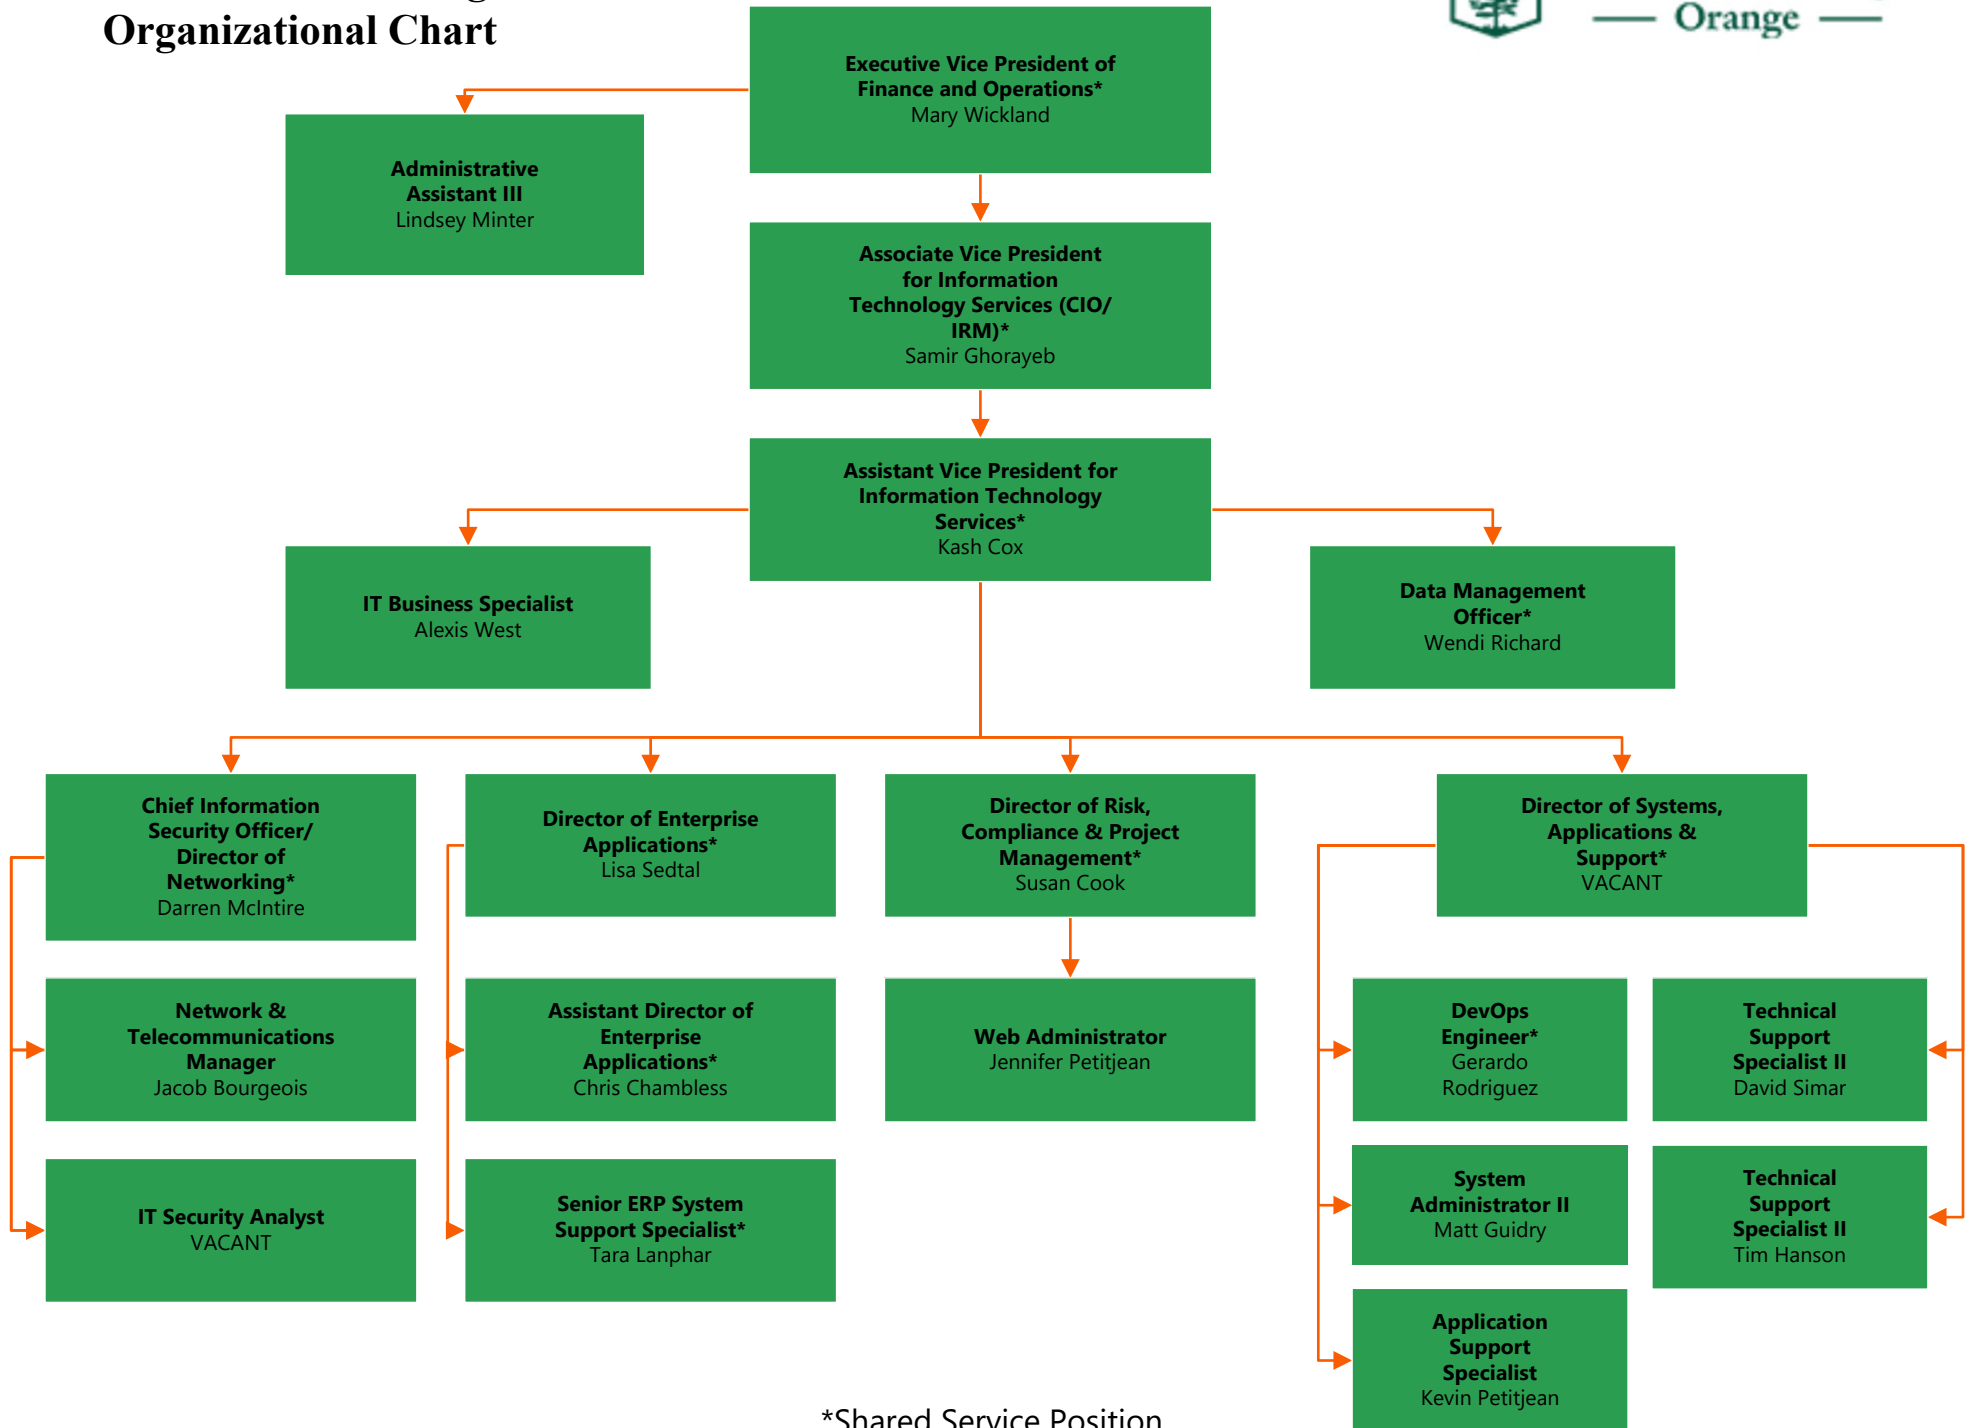 Organizational Chart
Orange
Executive Vice President of
Finance and Operations*
Mary Wickland
Administrative
Assistant III
Lindsey Minter
Associate Vice President
for Information
Technology Services (CIO/
IRM)*
Samir Ghorayeb
Assistant Vice President for
Information Technology
Services*
Kash Cox
IT Business Specialist
Alexis West
Data Management
Officer*
Wendi Richard
Chief Information
Security Officer/
Director of
Networking*
Darren McIntire
Director of Enterprise
Applications*
Lisa Sedtal
Director of Risk,
Compliance & Project
Management*
Susan Cook
Director of Systems,
Applications &
Support*
VACANT
Network &
Telecommunications
Manager
Jacob Bourgeois
Assistant Director of
Enterprise
Applications*
Chris Chambless
Web Administrator
Jennifer Petitjean
DevOps
Engineer*
Gerardo
Rodriguez
Technical
Support
Specialist II
David Simar
IT Security Analyst
VACANT
Senior ERP System
Support Specialist*
Tara Lanphar
System
Administrator II
Matt Guidry
Technical
Support
Specialist II
Tim Hanson
Application
Support
Specialist
Kevin Petitjean
*Shared Service Position